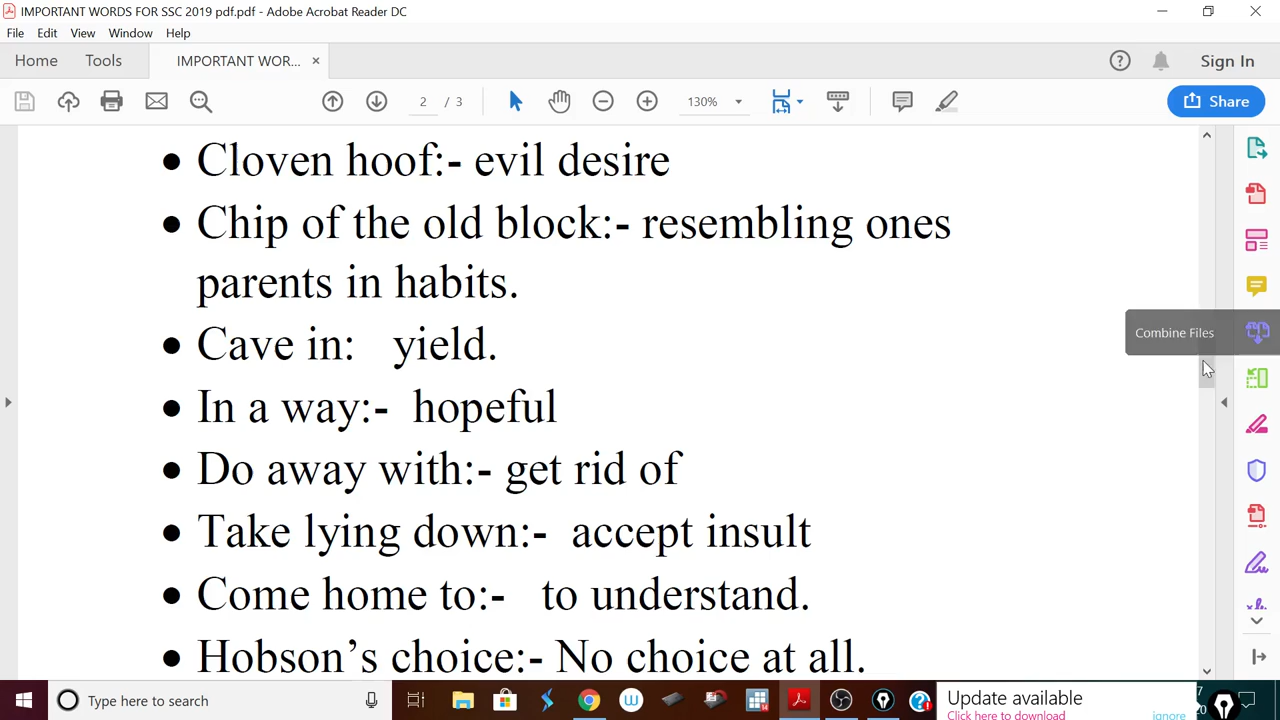 IMPORTANT WORDS FOR SSC 2019 pdf.pdf - Adobe Acrobat Reader DC
File Edit View Window Help
Home Tools IMPORTANT WOR... × Sign In
2 / 3 130% Share
• Cloven hoof:- evil desire
• Chip of the old block:- resembling ones
parents in habits.
Combine Files
• Cave in: yield.
• In a way:- hopeful
• Do away with:- get rid of
• Take lying down:- accept insult
• Come home to:- to understand.
• Hobson’s choice:- No choice at all.
Type here to search
Update available
Click here to download ignore